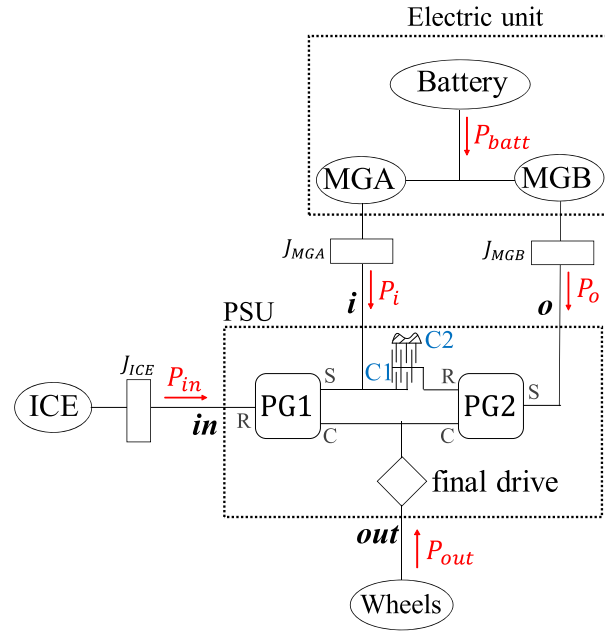 Electric unit
Battery
P_batt
MGA
MGB
J_MGA
J_MGB
P_i
P_o
i
o
PSU
C2
C1
J_ICE
P_in
S
R
ICE
PG1
PG2
S
in
R
C
C
final drive
out
P_out
Wheels